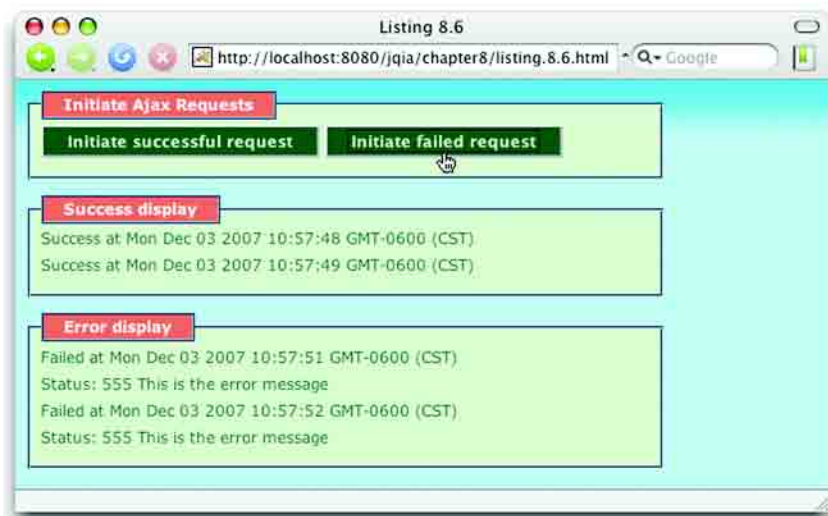 Listing 8.6
http://localhost:8080/jqia/chapter8/listing.8.6.html
Google
Initiate Ajax Requests
Initiate successful request
Initiate failed request
Success display
Success at Mon Dec 03 2007 10:57:48 GMT-0600 (CST)
Success at Mon Dec 03 2007 10:57:49 GMT-0600 (CST)
Error display
Failed at Mon Dec 03 2007 10:57:51 GMT-0600 (CST)
Status: 555 This is the error message
Failed at Mon Dec 03 2007 10:57:52 GMT-0600 (CST)
Status: 555 This is the error message